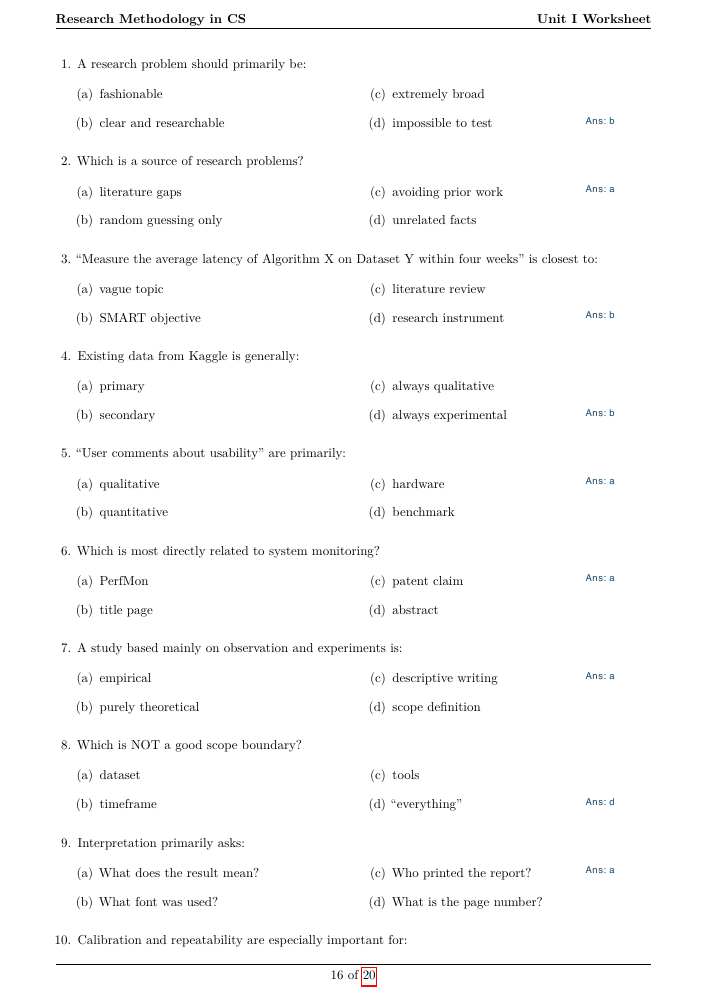 Research Methodology in CS Unit I Worksheet
1. A research problem should primarily be:
(a) fashionable (c) extremely broad
(b) clear and researchable (d) impossible to test Ans: b
2. Which is a source of research problems?
(a) literature gaps (c) avoiding prior work Ans: a
(b) random guessing only (d) unrelated facts
3. “Measure the average latency of Algorithm X on Dataset Y within four weeks” is closest to:
(a) vague topic (c) literature review
(b) SMART objective (d) research instrument Ans: b
4. Existing data from Kaggle is generally:
(a) primary (c) always qualitative
(b) secondary (d) always experimental Ans: b
5. “User comments about usability” are primarily:
(a) qualitative (c) hardware Ans: a
(b) quantitative (d) benchmark
6. Which is most directly related to system monitoring?
(a) PerfMon (c) patent claim Ans: a
(b) title page (d) abstract
7. A study based mainly on observation and experiments is:
(a) empirical (c) descriptive writing Ans: a
(b) purely theoretical (d) scope definition
8. Which is NOT a good scope boundary?
(a) dataset (c) tools
(b) timeframe (d) “everything” Ans: d
9. Interpretation primarily asks:
(a) What does the result mean? (c) Who printed the report? Ans: a
(b) What font was used? (d) What is the page number?
10. Calibration and repeatability are especially important for:
16 of 20